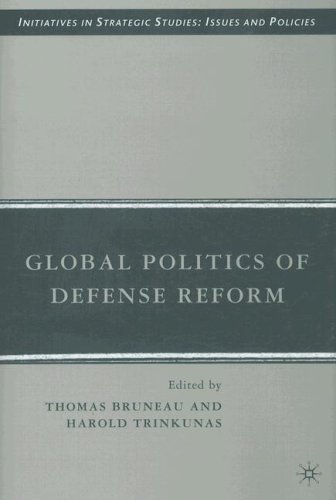 INITIATIVES IN STRATEGIC STUDIES: ISSUES AND POLICIES
GLOBAL POLITICS OF
DEFENSE REFORM
Edited by
THOMAS BRUNEAU AND
HAROLD TRINKUNAS